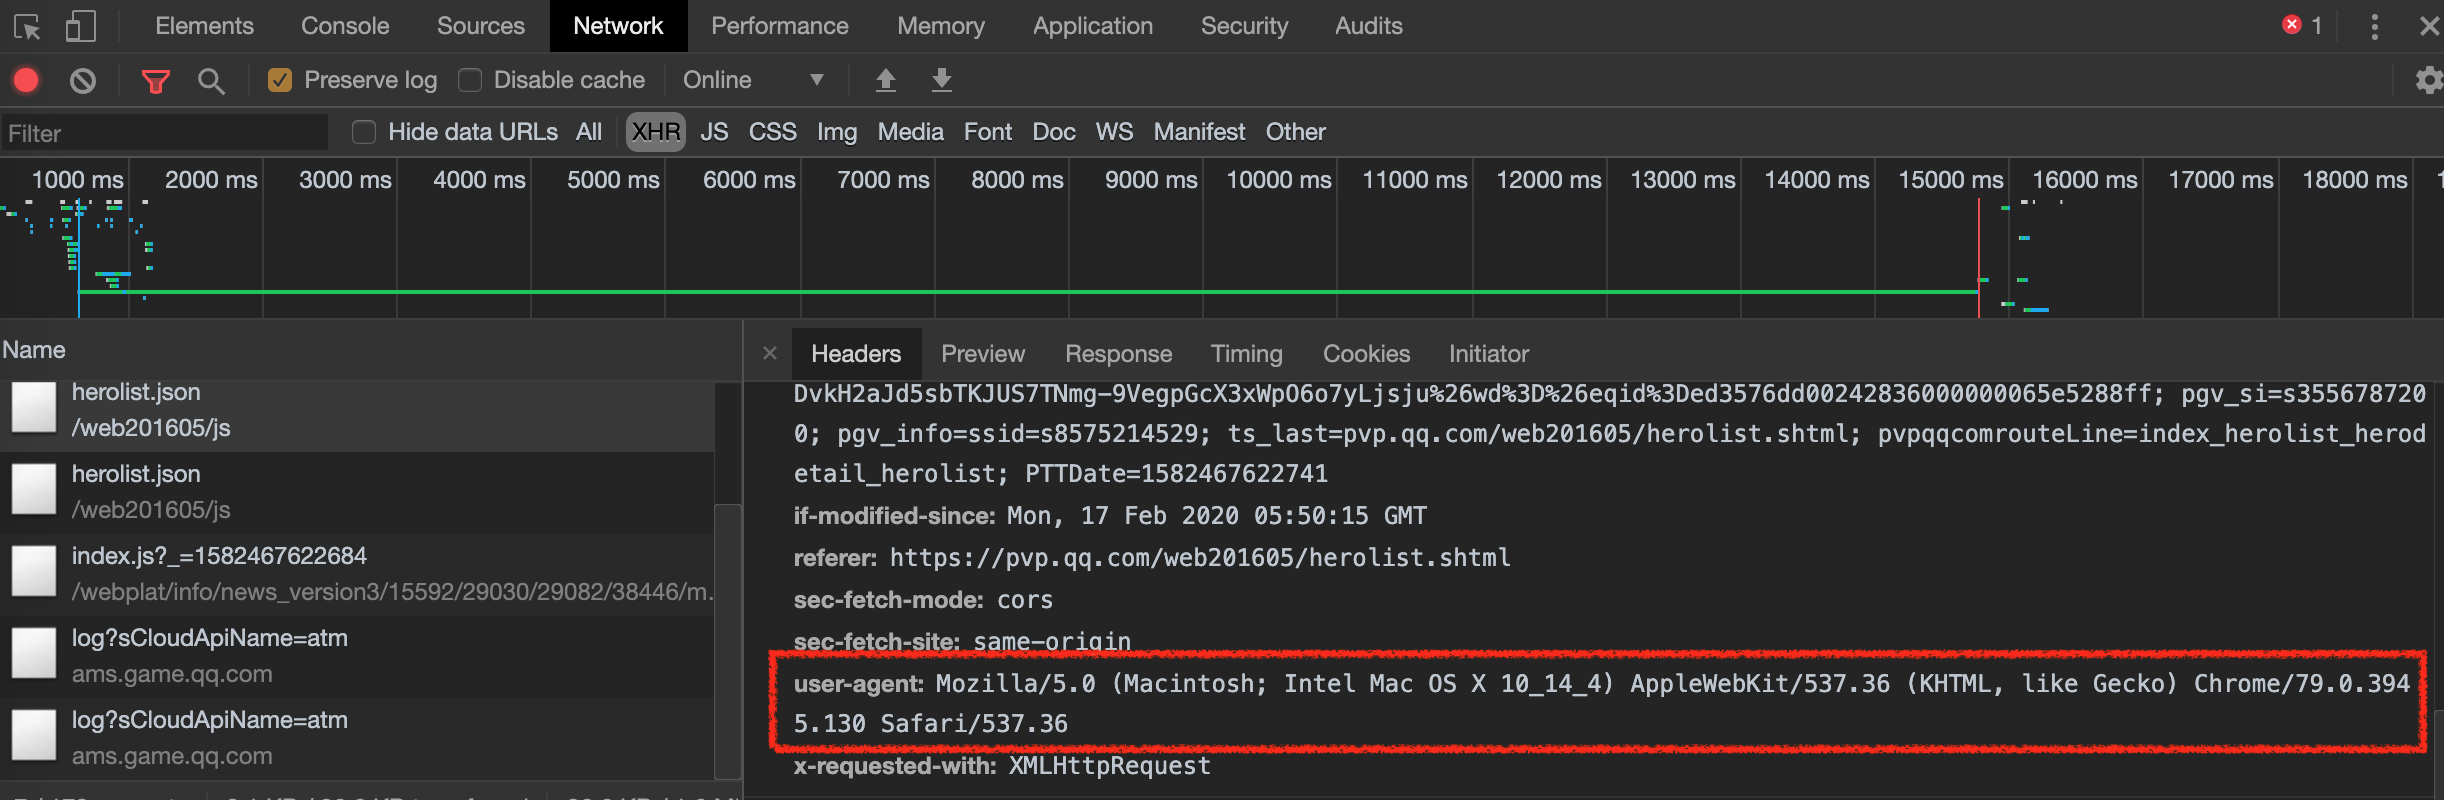 Elements Console Sources Network Performance Memory Application Security Audits 1
Preserve log Disable cache Online
Filter Hide data URLs All XHR JS CSS Img Media Font Doc WS Manifest Other
1000 ms 2000 ms 3000 ms 4000 ms 5000 ms 6000 ms 7000 ms 8000 ms 9000 ms 10000 ms 11000 ms 12000 ms 13000 ms 14000 ms 15000 ms 16000 ms 17000 ms 18000 ms
Name
herolist.json
/web201605/js
herolist.json
/web201605/js
index.js?_=1582467622684
/webplat/info/news_version3/15592/29030/29082/38446/m...
log?sCloudApiName=atm
ams.game.qq.com
log?sCloudApiName=atm
ams.game.qq.com
Headers Preview Response Timing Cookies Initiator
DvkH2aJd5sbTKJUS7TNmg-9VegpGcX3xWpO6o7yLjsju%26wd%3D%26eqid%3Ded3576dd00242836000000065e5288ff; pgv_si=s355678720
0; pgv_info=ssid=s8575214529; ts_last=pvp.qq.com/web201605/herolist.shtml; pvpqqcomrouteLine=index_herolist_herod
etail_herolist; PTTDate=1582467622741
if-modified-since: Mon, 17 Feb 2020 05:50:15 GMT
referer: https://pvp.qq.com/web201605/herolist.shtml
sec-fetch-mode: cors
sec-fetch-site: same-origin
user-agent: Mozilla/5.0 (Macintosh; Intel Mac OS X 10_14_4) AppleWebKit/537.36 (KHTML, like Gecko) Chrome/79.0.394
5.130 Safari/537.36
x-requested-with: XMLHttpRequest